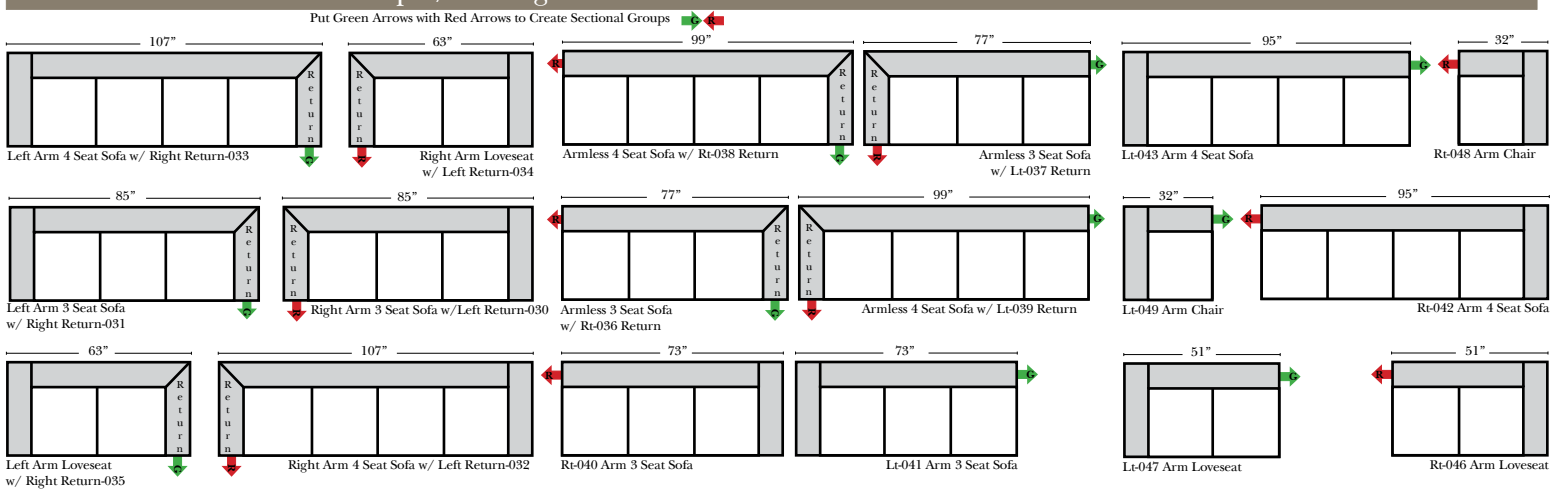 Put Green Arrows with Red Arrows to Create Sectional Groups G R
107”
63”
99”
77”
95”
32”
Return
G
Left Arm 4 Seat Sofa w/ Right Return-033
Return
R
Right Arm Loveseat
w/ Left Return-034
R
Return
G
Armless 4 Seat Sofa w/ Rt-038 Return
Return
R
G
Armless 3 Seat Sofa
w/ Lt-037 Return
G
Lt-043 Arm 4 Seat Sofa
R
Rt-048 Arm Chair
85”
85”
77”
99”
32”
95”
Return
G
Left Arm 3 Seat Sofa
w/ Right Return-031
Return
R
Right Arm 3 Seat Sofa w/Left Return-030
R
Return
G
Armless 3 Seat Sofa
w/ Rt-036 Return
Return
R
G
Armless 4 Seat Sofa w/ Lt-039 Return
G
Lt-049 Arm Chair
R
Rt-042 Arm 4 Seat Sofa
63”
107”
73”
73”
51”
51”
Return
G
Left Arm Loveseat
w/ Right Return-035
Return
R
Right Arm 4 Seat Sofa w/ Left Return-032
R
Rt-040 Arm 3 Seat Sofa
G
Lt-041 Arm 3 Seat Sofa
G
Lt-047 Arm Loveseat
R
Rt-046 Arm Loveseat